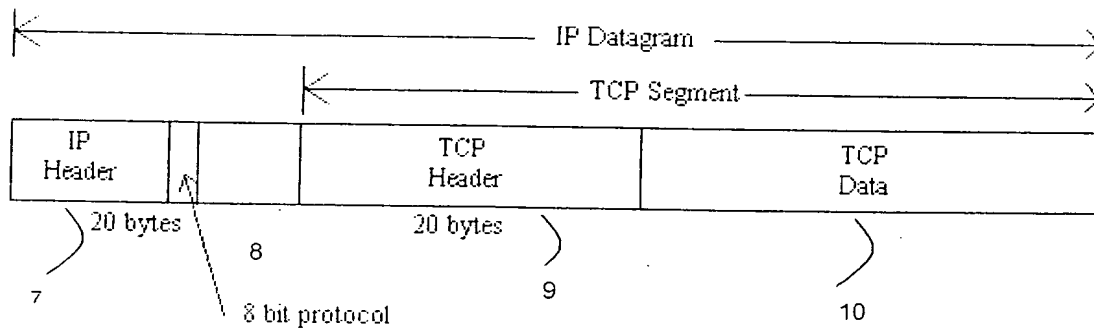 IP Datagram
TCP Segment
IP
Header
TCP
Header
TCP
Data
20 bytes
20 bytes
7
8
9
10
8 bit protocol